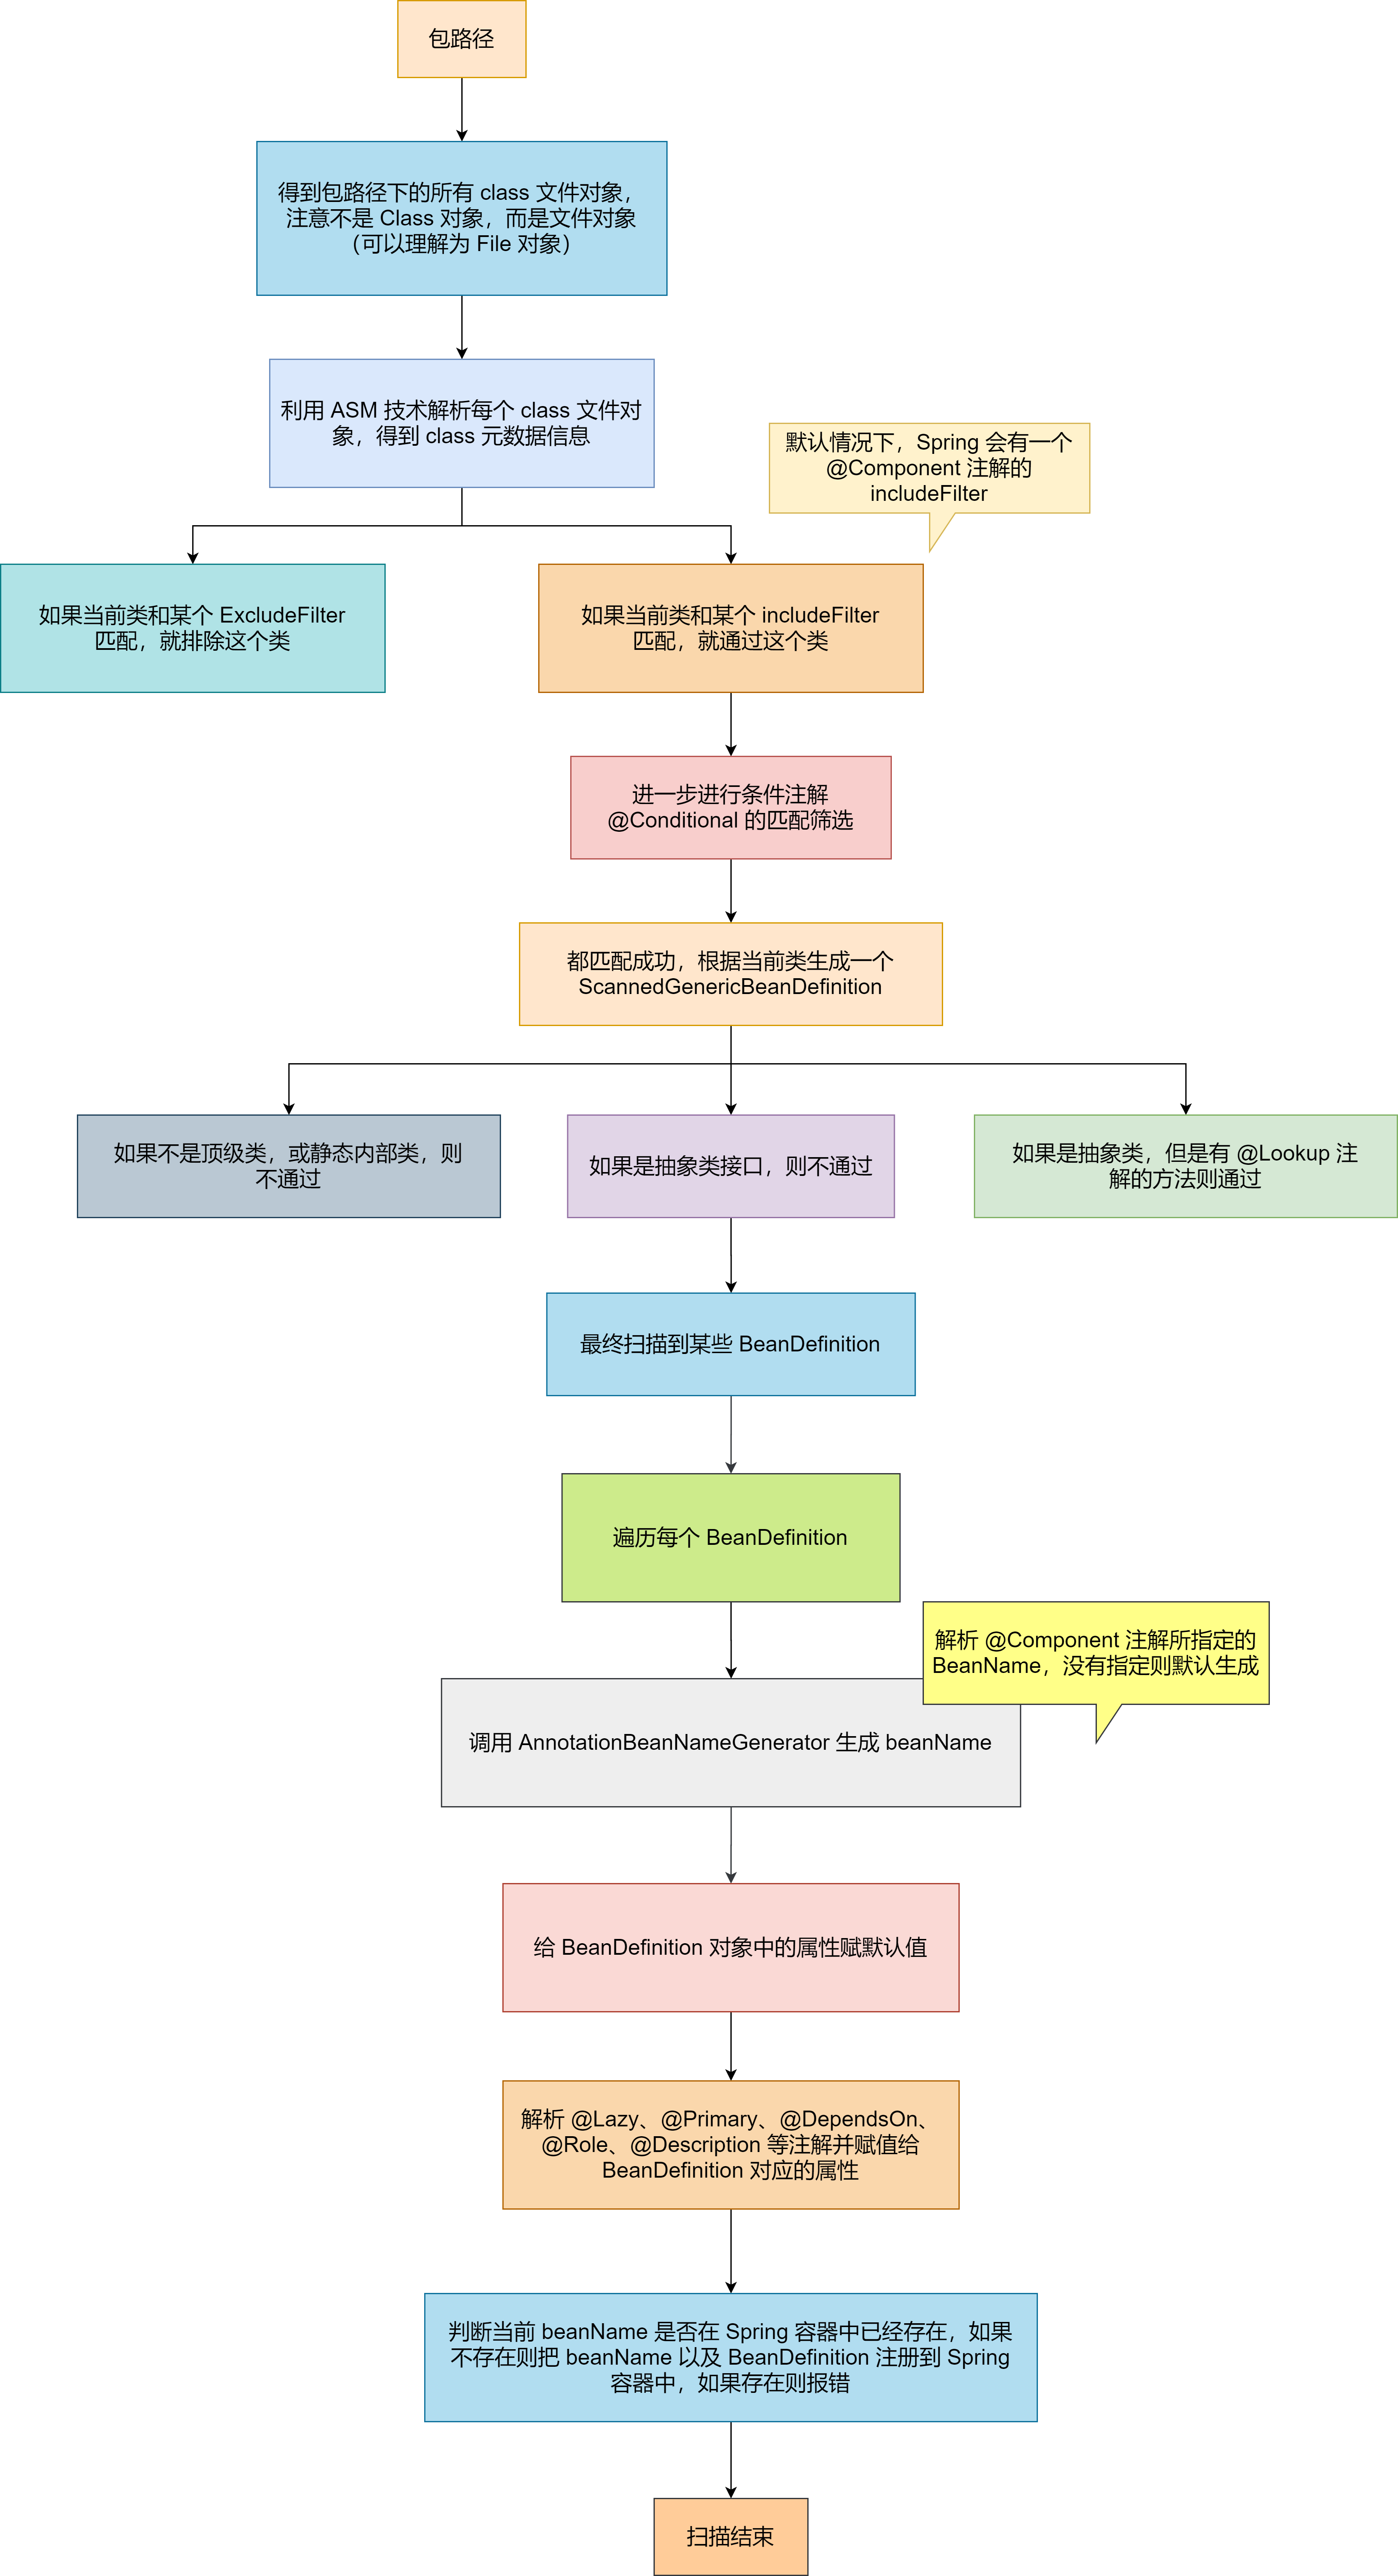 包路径
得到包路径下的所有 class 文件对象，
注意不是 Class 对象，而是文件对象
（可以理解为 File 对象）
利用 ASM 技术解析每个 class 文件对
象，得到 class 元数据信息
默认情况下，Spring 会有一个
@Component 注解的
includeFilter
如果当前类和某个 ExcludeFilter
匹配，就排除这个类
如果当前类和某个 includeFilter
匹配，就通过这个类
进一步进行条件注解
@Conditional 的匹配筛选
都匹配成功，根据当前类生成一个
ScannedGenericBeanDefinition
如果不是顶级类，或静态内部类，则
不通过
如果是抽象类接口，则不通过
如果是抽象类，但是有 @Lookup 注
解的方法则通过
最终扫描到某些 BeanDefinition
遍历每个 BeanDefinition
解析 @Component 注解所指定的
BeanName，没有指定则默认生成
调用 AnnotationBeanNameGenerator 生成 beanName
给 BeanDefinition 对象中的属性赋默认值
解析 @Lazy、@Primary、@DependsOn、
@Role、@Description 等注解并赋值给
BeanDefinition 对应的属性
判断当前 beanName 是否在 Spring 容器中已经存在，如果
不存在则把 beanName 以及 BeanDefinition 注册到 Spring
容器中，如果存在则报错
扫描结束